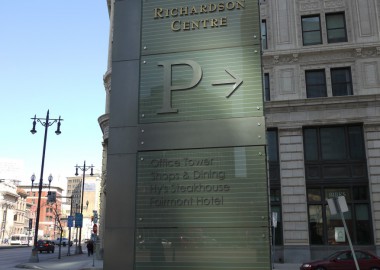 RICHARDSON
CENTRE
P →
Office Tower
Shops & Dining
Hy's Steakhouse
Fairmont Hotel